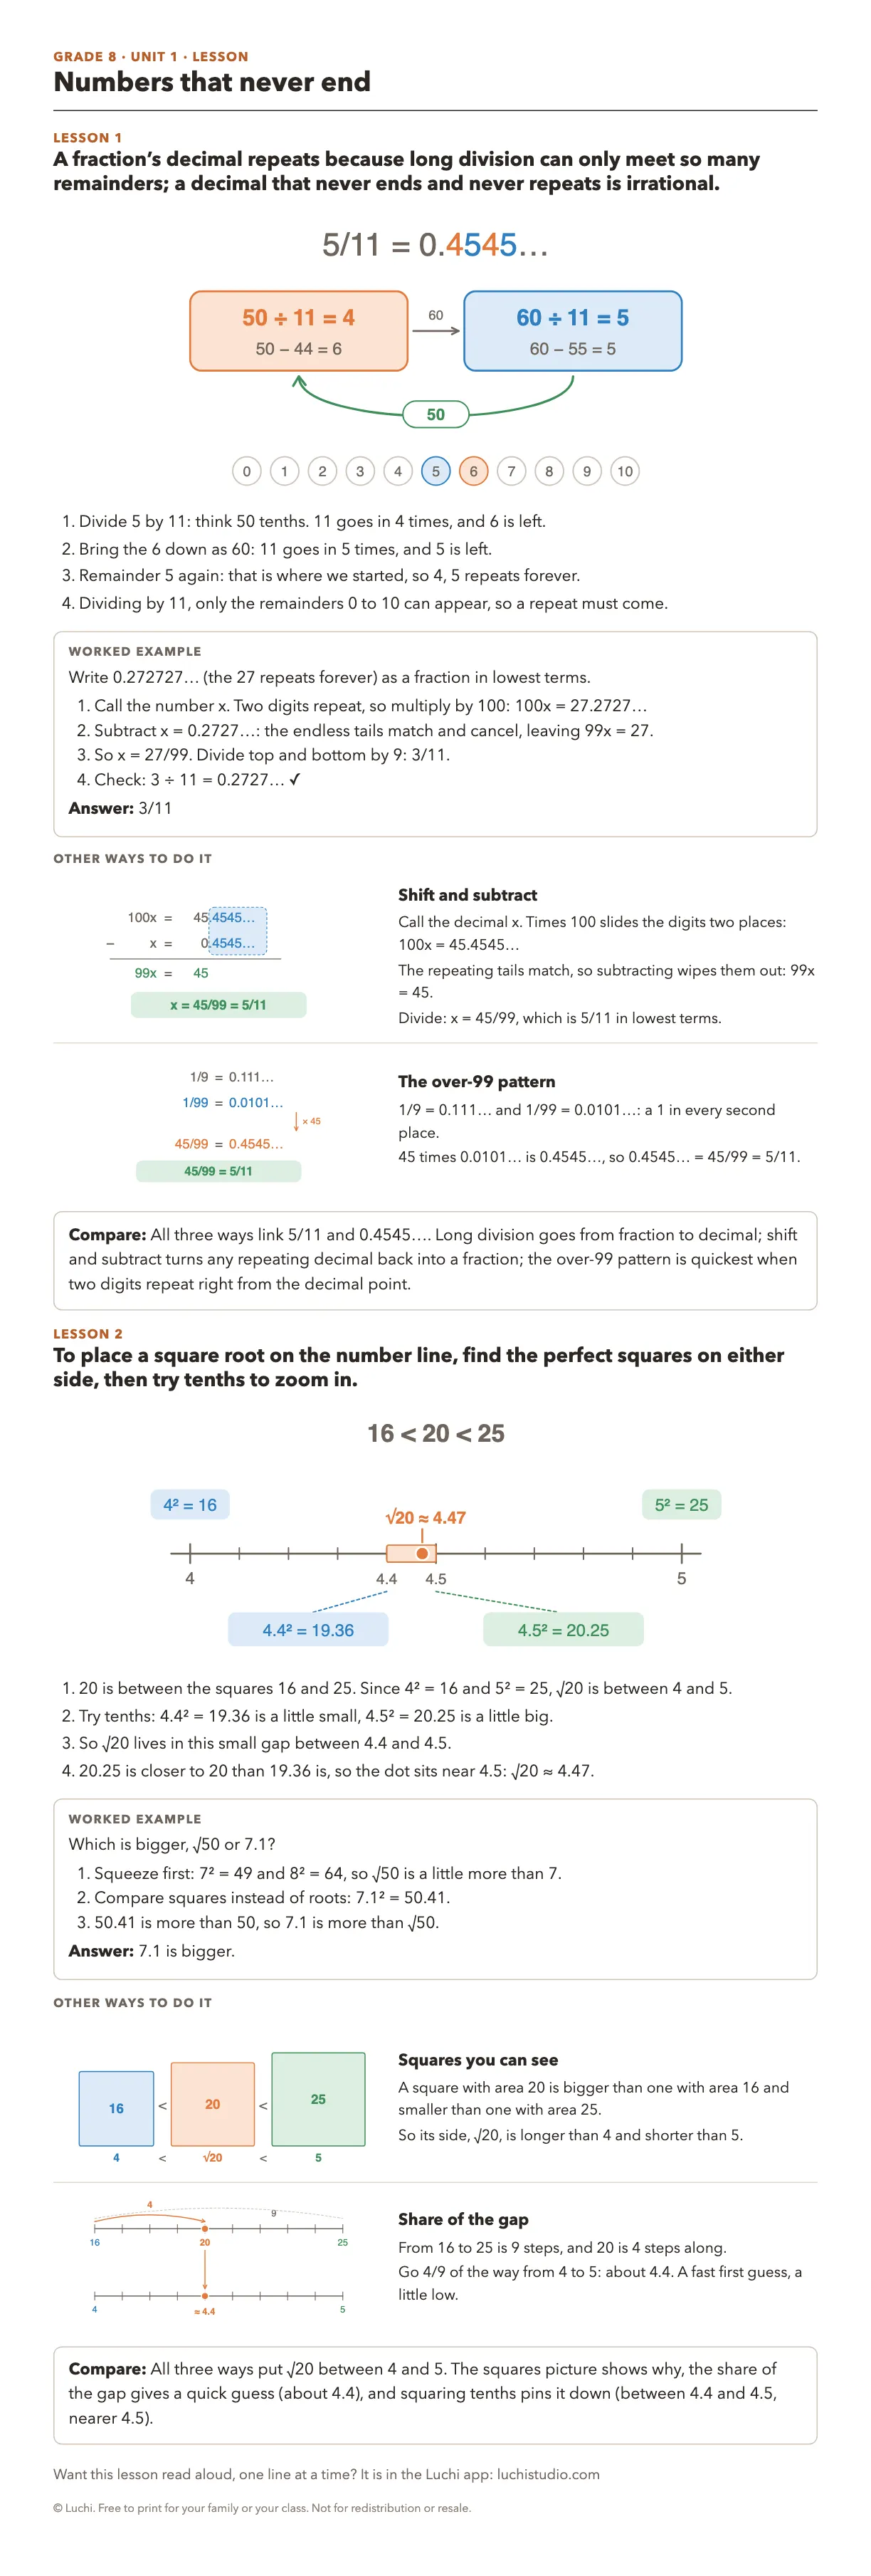 GRADE 8 · UNIT 1 · LESSON
Numbers that never end
LESSON 1
A fraction's decimal repeats because long division can only meet so many
remainders; a decimal that never ends and never repeats is irrational.
5/11 = 0.4545…
50 ÷ 11 = 4
50 − 44 = 6
60
60 ÷ 11 = 5
60 − 55 = 5
50
0 1 2 3 4 5 6 7 8 9 10
1. Divide 5 by 11: think 50 tenths. 11 goes in 4 times, and 6 is left.
2. Bring the 6 down as 60: 11 goes in 5 times, and 5 is left.
3. Remainder 5 again: that is where we started, so 4, 5 repeats forever.
4. Dividing by 11, only the remainders 0 to 10 can appear, so a repeat must come.
WORKED EXAMPLE
Write 0.272727… (the 27 repeats forever) as a fraction in lowest terms.
1. Call the number x. Two digits repeat, so multiply by 100: 100x = 27.2727…
2. Subtract x = 0.2727…: the endless tails match and cancel, leaving 99x = 27.
3. So x = 27/99. Divide top and bottom by 9: 3/11.
4. Check: 3 ÷ 11 = 0.2727… ✓
Answer: 3/11
OTHER WAYS TO DO IT
100x = 45.4545…
− x = 0.4545…
99x = 45
x = 45/99 = 5/11
Shift and subtract
Call the decimal x. Times 100 slides the digits two places:
100x = 45.4545…
The repeating tails match, so subtracting wipes them out: 99x
= 45.
Divide: x = 45/99, which is 5/11 in lowest terms.
1/9 = 0.111…
1/99 = 0.0101…
× 45
45/99 = 0.4545…
45/99 = 5/11
The over-99 pattern
1/9 = 0.111… and 1/99 = 0.0101…: a 1 in every second
place.
45 times 0.0101… is 0.4545…, so 0.4545… = 45/99 = 5/11.
Compare: All three ways link 5/11 and 0.4545…. Long division goes from fraction to decimal; shift
and subtract turns any repeating decimal back into a fraction; the over-99 pattern is quickest when
two digits repeat right from the decimal point.
LESSON 2
To place a square root on the number line, find the perfect squares on either
side, then try tenths to zoom in.
16 < 20 < 25
4² = 16
5² = 25
√20 ≈ 4.47
4 4.4 4.5 5
4.4² = 19.36
4.5² = 20.25
1. 20 is between the squares 16 and 25. Since 4² = 16 and 5² = 25, √20 is between 4 and 5.
2. Try tenths: 4.4² = 19.36 is a little small, 4.5² = 20.25 is a little big.
3. So √20 lives in this small gap between 4.4 and 4.5.
4. 20.25 is closer to 20 than 19.36 is, so the dot sits near 4.5: √20 ≈ 4.47.
WORKED EXAMPLE
Which is bigger, √50 or 7.1?
1. Squeeze first: 7² = 49 and 8² = 64, so √50 is a little more than 7.
2. Compare squares instead of roots: 7.1² = 50.41.
3. 50.41 is more than 50, so 7.1 is more than √50.
Answer: 7.1 is bigger.
OTHER WAYS TO DO IT
16 < 20 < 25
4 < √20 < 5
Squares you can see
A square with area 20 is bigger than one with area 16 and
smaller than one with area 25.
So its side, √20, is longer than 4 and shorter than 5.
4
9
16 20 25
4 ≈ 4.4 5
Share of the gap
From 16 to 25 is 9 steps, and 20 is 4 steps along.
Go 4/9 of the way from 4 to 5: about 4.4. A fast first guess, a
little low.
Compare: All three ways put √20 between 4 and 5. The squares picture shows why, the share of
the gap gives a quick guess (about 4.4), and squaring tenths pins it down (between 4.4 and 4.5,
nearer 4.5).
Want this lesson read aloud, one line at a time? It is in the Luchi app: luchistudio.com
© Luchi. Free to print for your family or your class. Not for redistribution or resale.